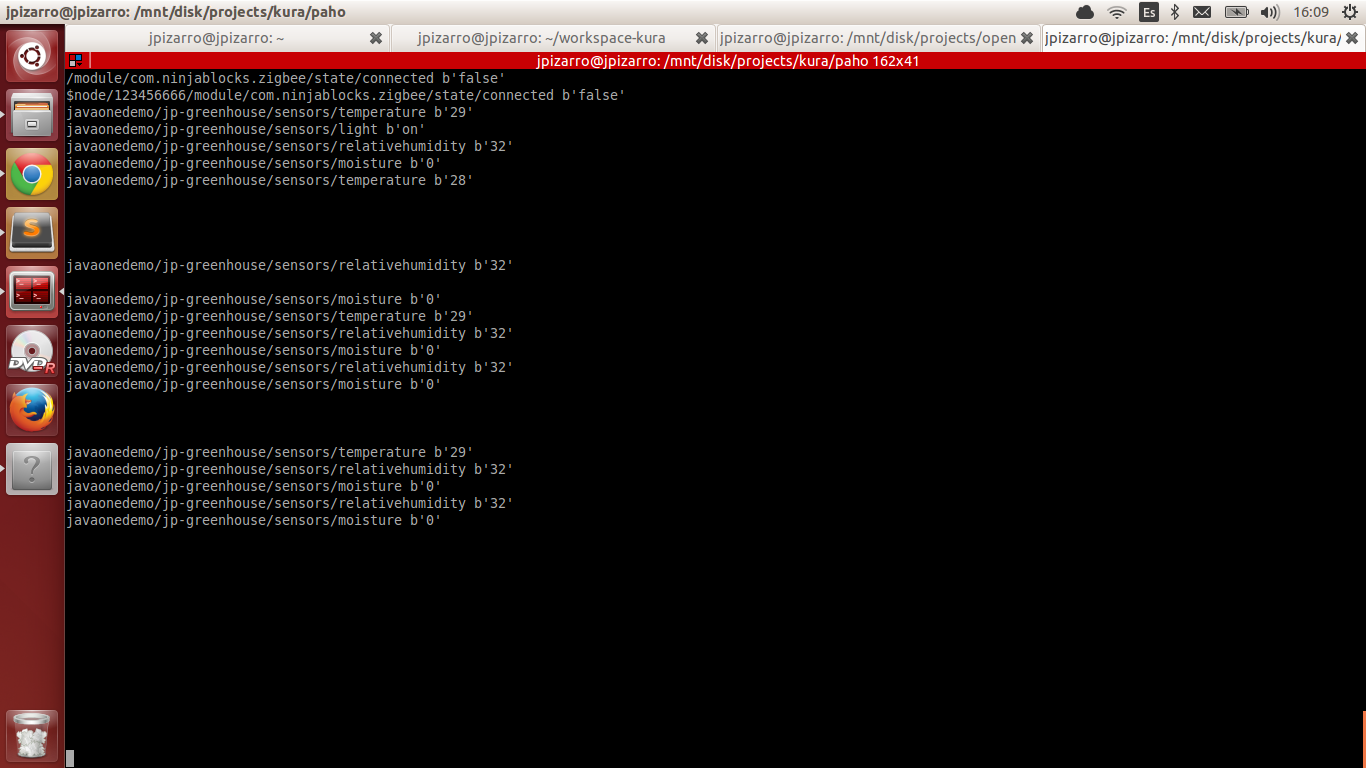 jpizarro@jpizarro: /mnt/disk/projects/kura/paho
Es
16:09
jpizarro@jpizarro: ~
jpizarro@jpizarro: ~/workspace-kura
jpizarro@jpizarro: /mnt/disk/projects/open
jpizarro@jpizarro: /mnt/disk/projects/kura/
jpizarro@jpizarro: /mnt/disk/projects/kura/paho 162x41
/module/com.ninjablocks.zigbee/state/connected b'false'
$node/123456666/module/com.ninjablocks.zigbee/state/connected b'false'
javaonedemo/jp-greenhouse/sensors/temperature b'29'
javaonedemo/jp-greenhouse/sensors/light b'on'
javaonedemo/jp-greenhouse/sensors/relativehumidity b'32'
javaonedemo/jp-greenhouse/sensors/moisture b'0'
javaonedemo/jp-greenhouse/sensors/temperature b'28'
javaonedemo/jp-greenhouse/sensors/relativehumidity b'32'
javaonedemo/jp-greenhouse/sensors/moisture b'0'
javaonedemo/jp-greenhouse/sensors/temperature b'29'
javaonedemo/jp-greenhouse/sensors/relativehumidity b'32'
javaonedemo/jp-greenhouse/sensors/moisture b'0'
javaonedemo/jp-greenhouse/sensors/relativehumidity b'32'
javaonedemo/jp-greenhouse/sensors/moisture b'0'
javaonedemo/jp-greenhouse/sensors/temperature b'29'
javaonedemo/jp-greenhouse/sensors/relativehumidity b'32'
javaonedemo/jp-greenhouse/sensors/moisture b'0'
javaonedemo/jp-greenhouse/sensors/relativehumidity b'32'
javaonedemo/jp-greenhouse/sensors/moisture b'0'
S
DVD-R
?